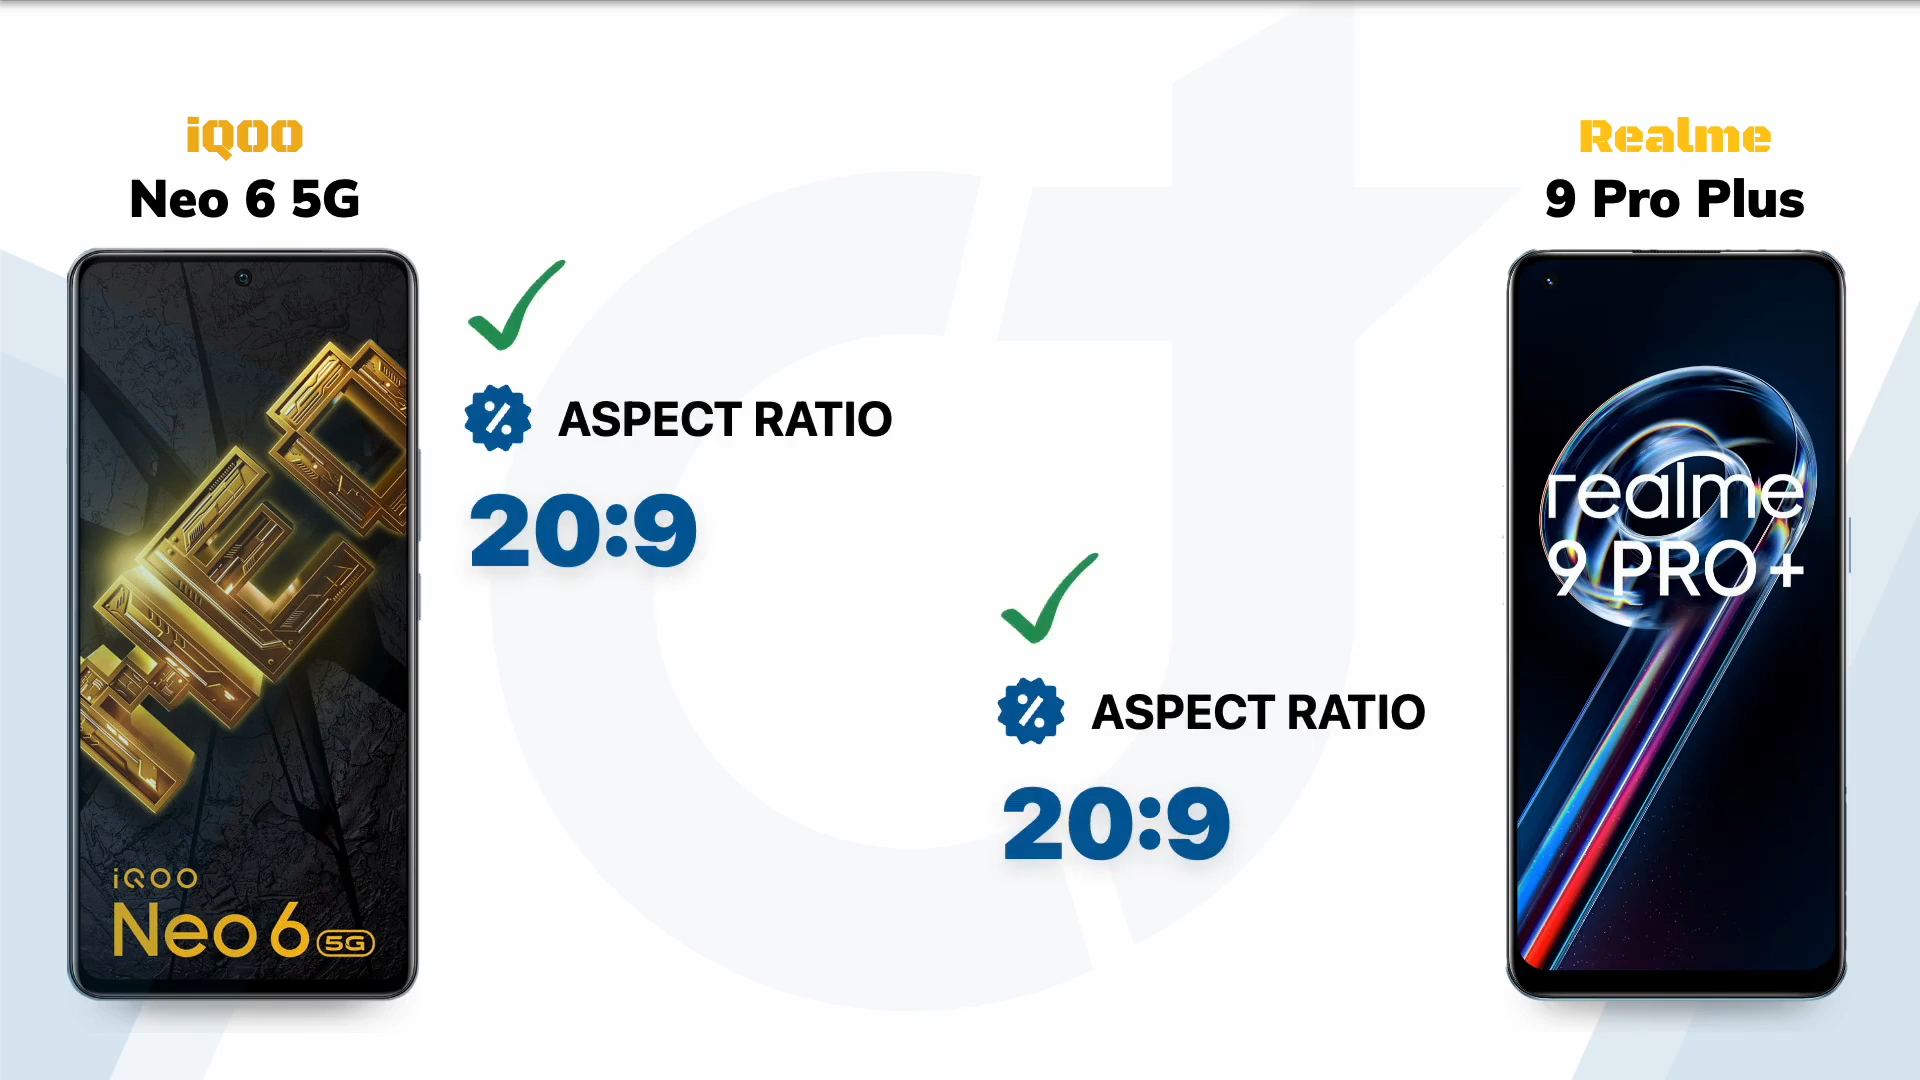 iQOO
Neo 6 5G
Realme
9 Pro Plus
ASPECT RATIO
20:9
ASPECT RATIO
20:9
NEO
iQOO
Neo 6 5G
realme
9 PRO+